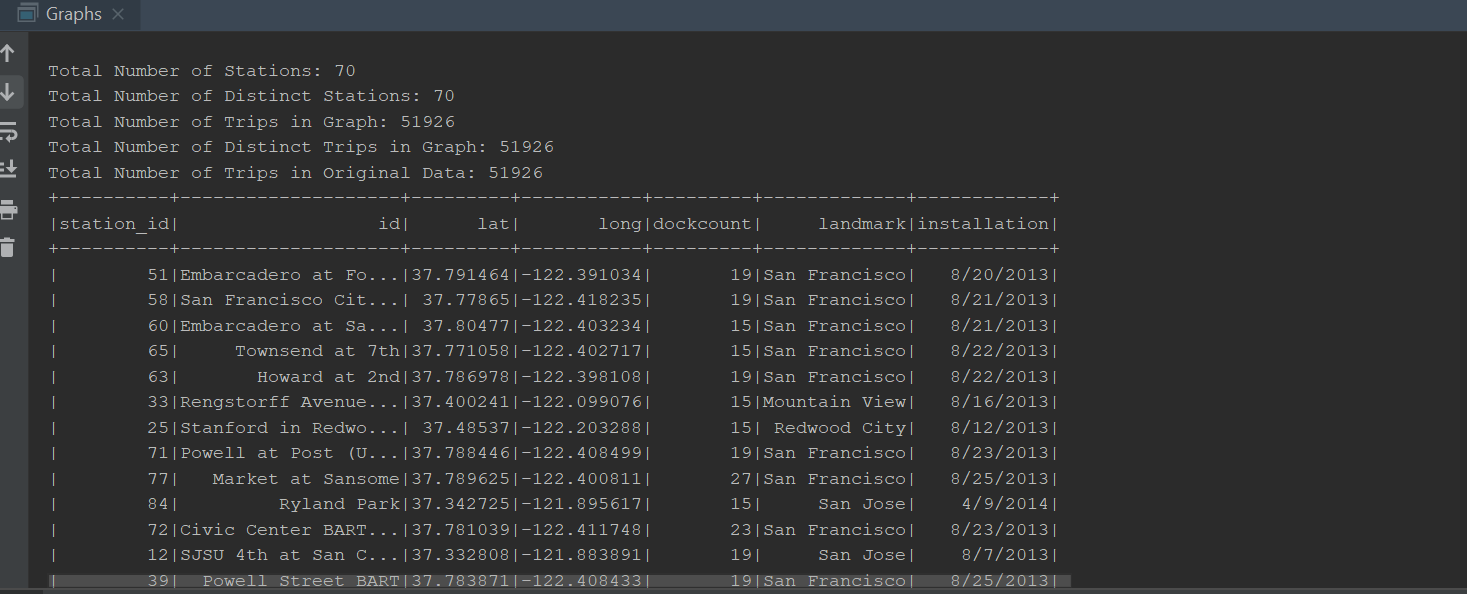 Graphs
Total Number of Stations: 70
Total Number of Distinct Stations: 70
Total Number of Trips in Graph: 51926
Total Number of Distinct Trips in Graph: 51926
Total Number of Trips in Original Data: 51926
+----------+--------------------+---------+-----------+---------+-------------+------------+
|station_id|                  id|      lat|       long|dockcount|     landmark|installation|
+----------+--------------------+---------+-----------+---------+-------------+------------+
|        51|Embarcadero at Fo...|37.791464|-122.391034|       19|San Francisco|   8/20/2013|
|        58|San Francisco Cit...| 37.77865|-122.418235|       19|San Francisco|   8/21/2013|
|        60|Embarcadero at Sa...| 37.80477|-122.403234|       15|San Francisco|   8/21/2013|
|        65|     Townsend at 7th|37.771058|-122.402717|       15|San Francisco|   8/22/2013|
|        63|       Howard at 2nd|37.786978|-122.398108|       19|San Francisco|   8/22/2013|
|        33|Rengstorff Avenue...|37.400241|-122.099076|       15|Mountain View|   8/16/2013|
|        25|Stanford in Redwo...| 37.48537|-122.203288|       15| Redwood City|   8/12/2013|
|        71|Powell at Post (U...|37.788446|-122.408499|       19|San Francisco|   8/23/2013|
|        77|   Market at Sansome|37.789625|-122.400811|       27|San Francisco|   8/25/2013|
|        84|         Ryland Park|37.342725|-121.895617|       15|     San Jose|    4/9/2014|
|        72|Civic Center BART...|37.781039|-122.411748|       23|San Francisco|   8/23/2013|
|        12|SJSU 4th at San C...|37.332808|-121.883891|       19|     San Jose|    8/7/2013|
|        39|  Powell Street BART|37.783871|-122.408433|       19|San Francisco|   8/25/2013|